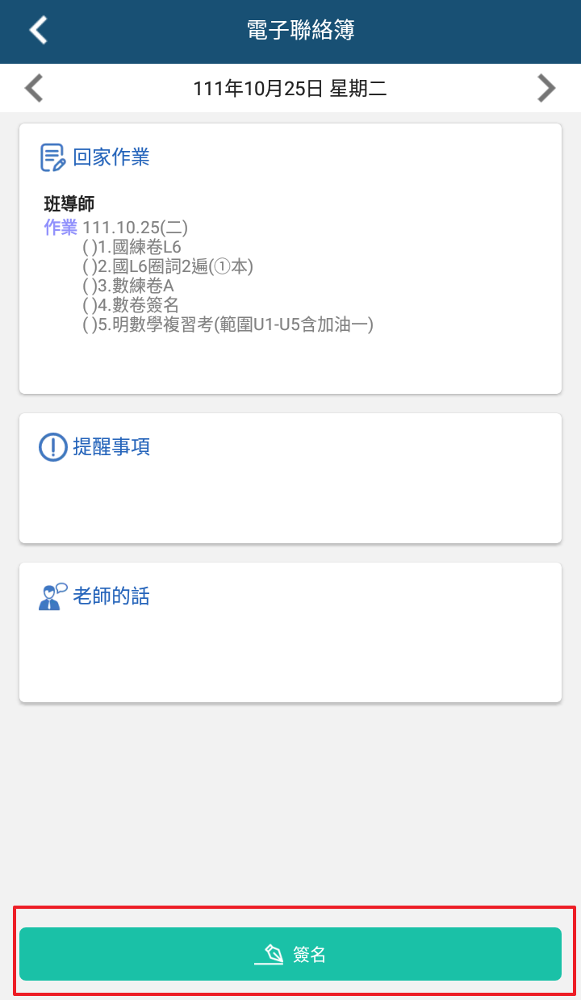 電子聯絡簿
111年10月25日 星期二
回家作業
班導師
作業 111.10.25(二)
( )1.國練卷L6
( )2.國L6圈詞2遍(①本)
( )3.數練卷A
( )4.數卷簽名
( )5.明數學複習考(範圍U1-U5含加油一)
提醒事項
老師的話
簽名